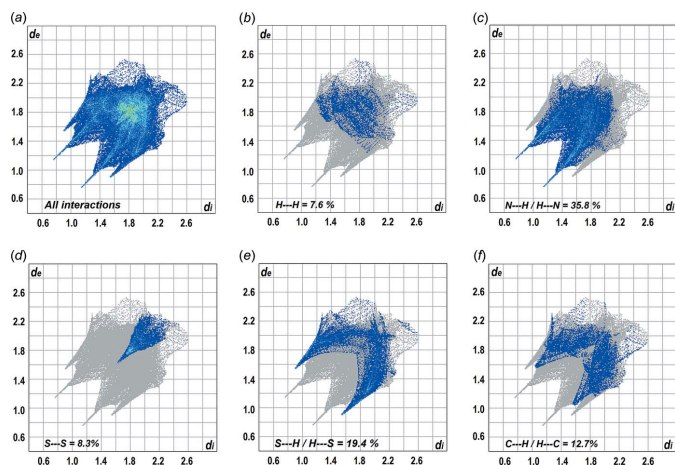 (a)
de
2.6
2.2
1.8
1.4
1.0
0.6
All interactions
di
0.6 1.0 1.4 1.8 2.2 2.6
(b)
de
2.6
2.2
1.8
1.4
1.0
0.6
H---H = 7.6 %
di
0.6 1.0 1.4 1.8 2.2 2.6
(c)
de
2.6
2.2
1.8
1.4
1.0
0.6
N---H / H---N = 35.8 %
di
0.6 1.0 1.4 1.8 2.2 2.6
(d)
de
2.6
2.2
1.8
1.4
1.0
0.6
S---S = 8.3%
di
0.6 1.0 1.4 1.8 2.2 2.6
(e)
de
2.6
2.2
1.8
1.4
1.0
0.6
S---H / H---S = 19.4 %
di
0.6 1.0 1.4 1.8 2.2 2.6
(f)
de
2.6
2.2
1.8
1.4
1.0
0.6
C---H / H---C = 12.7%
di
0.6 1.0 1.4 1.8 2.2 2.6